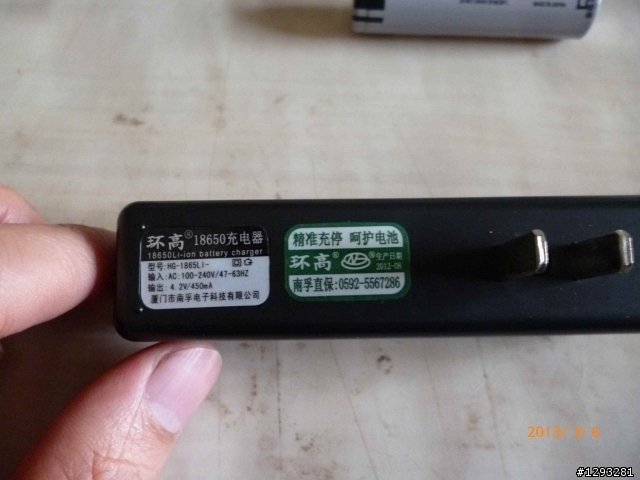 环高® 18650充电器
18650Li-ion battery charger
型号: HG-1865LI-
输入: AC:100-240V/47-63HZ
输出: 4.2V/450mA
厦门市南孚电子科技有限公司
精准充停 呵护电池
环高® 生产日期
2012-06
南孚直保:0592-5567286
2013/ 3/ 6
#1293281